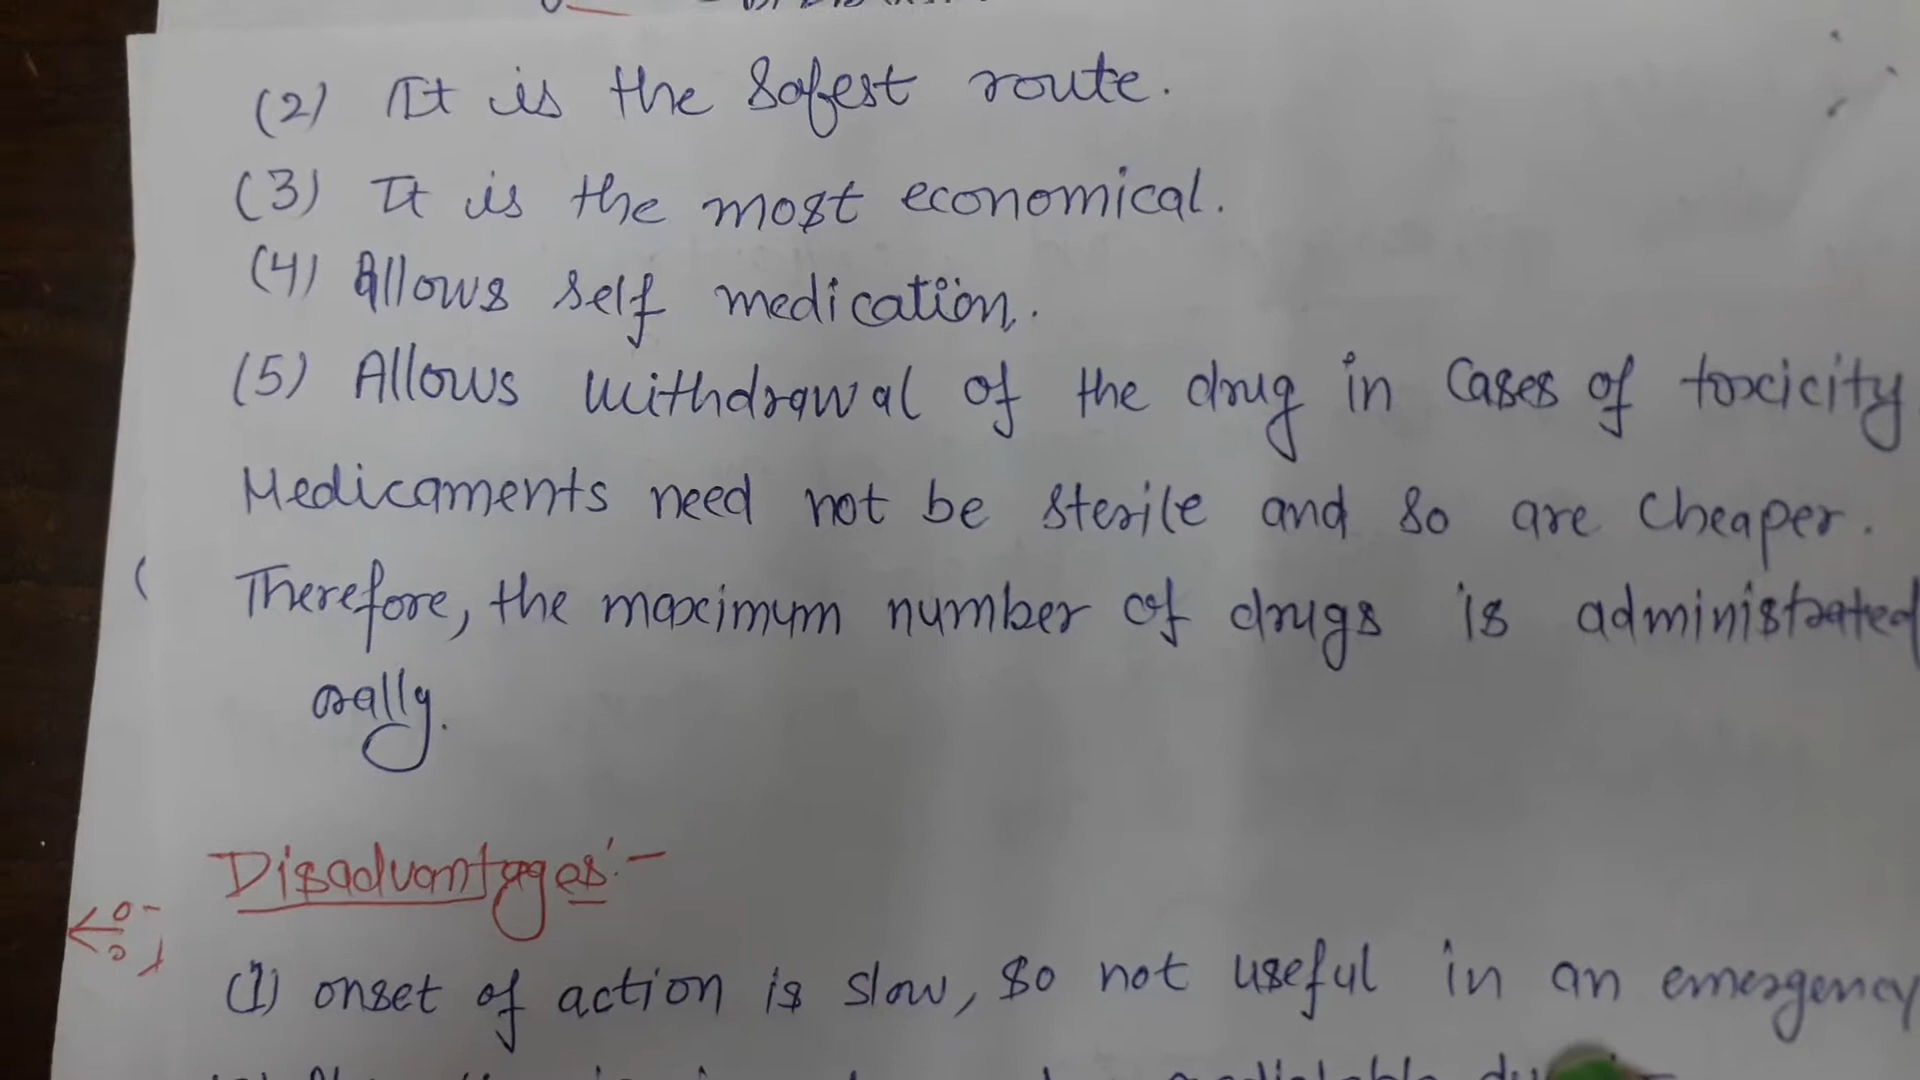 (2) It is the Safest route.
(3) It is the most economical.
(4) Allows self medication.
(5) Allows withdrawal of the drug in Cases of toxicity
Medicaments need not be sterile and so are Cheaper.
Therefore, the maximum number of drugs is administrated
orally.
Disadvantages:-
(1) onset of action is slow, so not useful in an emergency